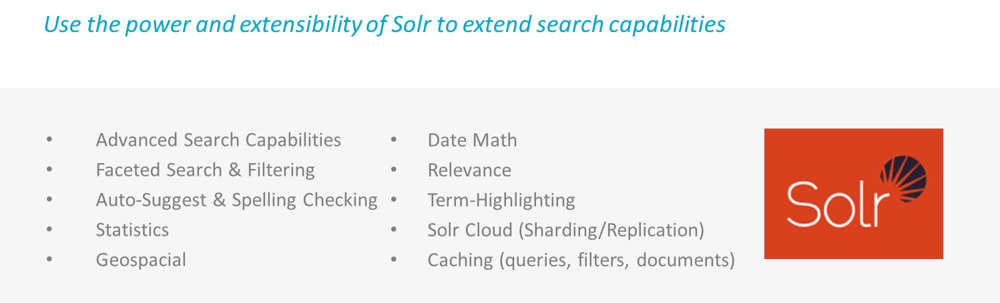 Use the power and extensibility of Solr to extend search capabilities
• Advanced Search Capabilities
• Faceted Search & Filtering
• Auto-Suggest & Spelling Checking
• Statistics
• Geospacial
• Date Math
• Relevance
• Term-Highlighting
• Solr Cloud (Sharding/Replication)
• Caching (queries, filters, documents)
Solr